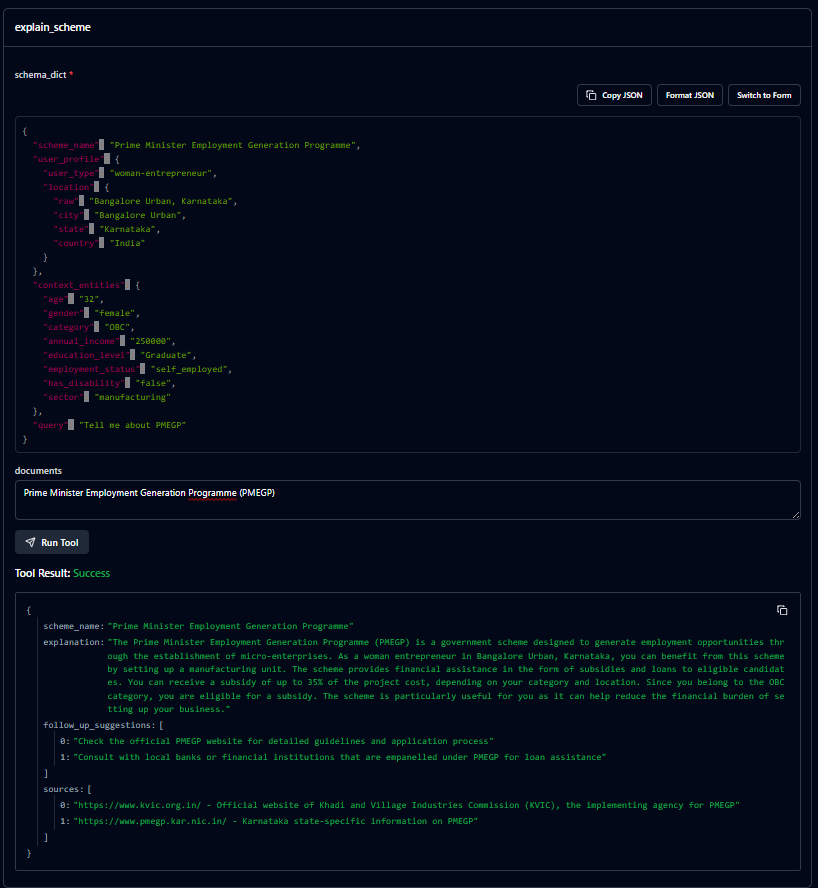 explain_scheme
schema_dict *
Copy JSON
Format JSON
Switch to Form
{
"scheme_name": "Prime Minister Employment Generation Programme",
"user_profile": {
"user_type": "woman-entrepreneur",
"location": {
"raw": "Bangalore Urban, Karnataka",
"city": "Bangalore Urban",
"state": "Karnataka",
"country": "India"
}
},
"context_entities": {
"age": "32",
"gender": "female",
"category": "OBC",
"annual_income": "250000",
"education_level": "Graduate",
"employment_status": "self_employed",
"has_disability": "false",
"sector": "manufacturing"
},
"query": "Tell me about PMEGP"
}
documents
Prime Minister Employment Generation Programme (PMEGP)
Run Tool
Tool Result: Success
{
scheme_name: "Prime Minister Employment Generation Programme"
explanation: "The Prime Minister Employment Generation Programme (PMEGP) is a government scheme designed to generate employment opportunities thr
ough the establishment of micro-enterprises. As a woman entrepreneur in Bangalore Urban, Karnataka, you can benefit from this scheme
by setting up a manufacturing unit. The scheme provides financial assistance in the form of subsidies and loans to eligible candidat
es. You can receive a subsidy of up to 35% of the project cost, depending on your category and location. Since you belong to the OBC
category, you are eligible for a subsidy. The scheme is particularly useful for you as it can help reduce the financial burden of se
tting up your business."
follow_up_suggestions: [
0: "Check the official PMEGP website for detailed guidelines and application process"
1: "Consult with local banks or financial institutions that are empanelled under PMEGP for loan assistance"
]
sources: [
0: "https://www.kvic.org.in/ - Official website of Khadi and Village Industries Commission (KVIC), the implementing agency for PMEGP"
1: "https://www.pmegp.kar.nic.in/ - Karnataka state-specific information on PMEGP"
]
}